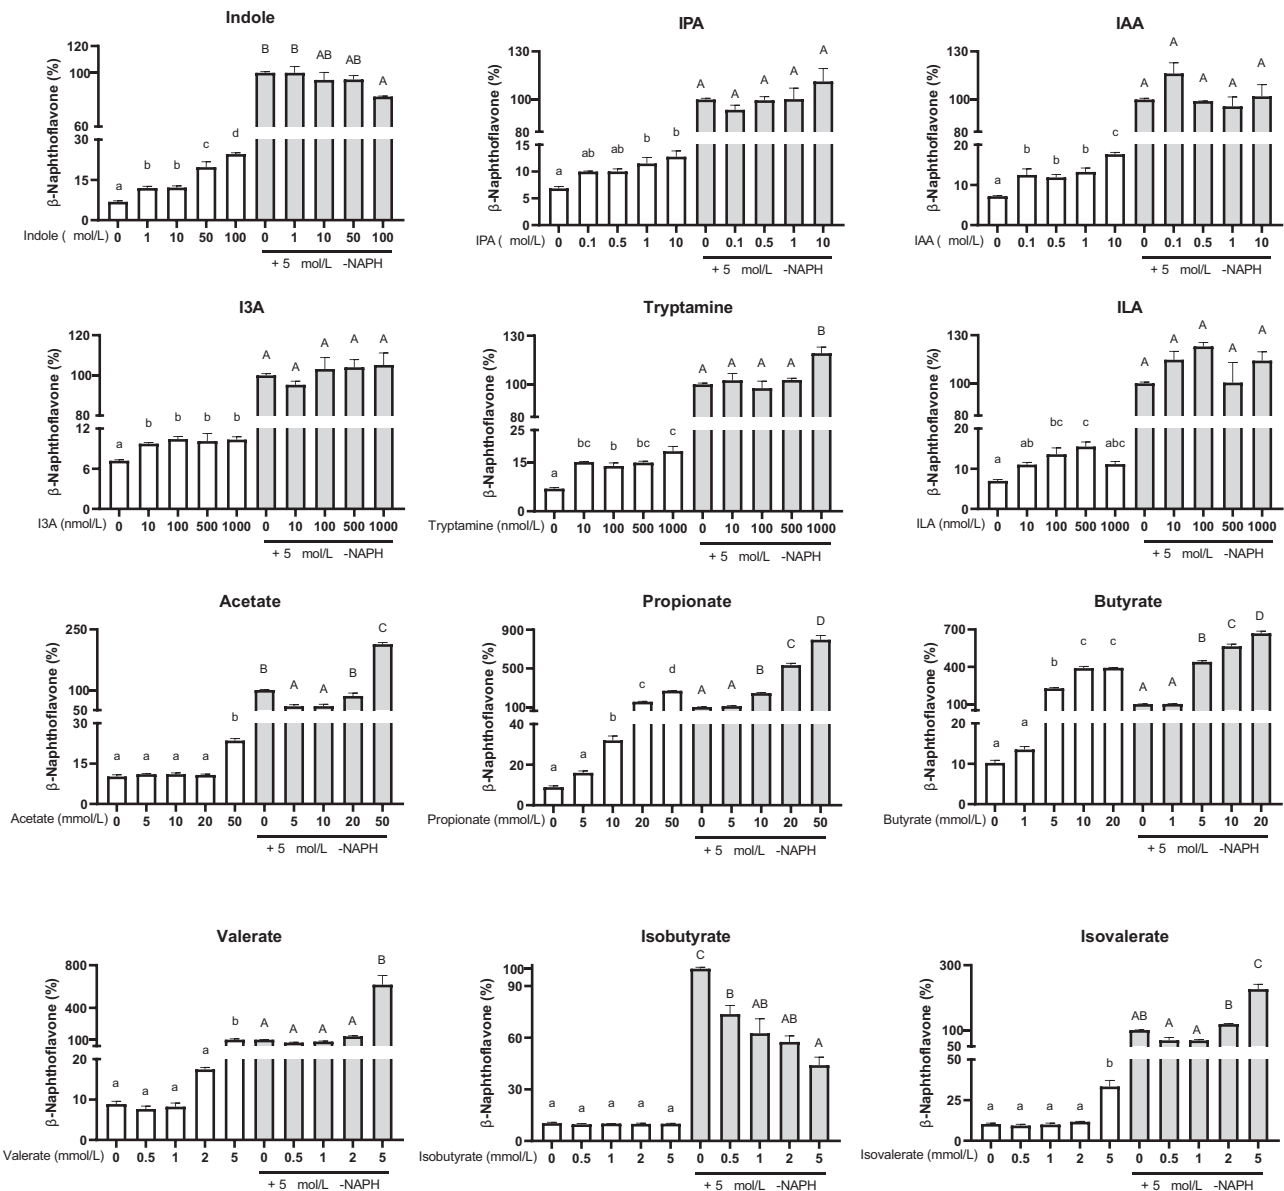 Indole
β-Naphthoflavone (%)
120
100
60
30
15
0
a b b c d B B AB AB A
Indole ( mol/L) 0 1 10 50 100 0 1 10 50 100
+ 5 mol/L -NAPH
IPA
β-Naphthoflavone (%)
130
100
80
15
10
5
0
a ab ab b b A A A A A
IPA ( mol/L) 0 0.1 0.5 1 10 0 0.1 0.5 1 10
+ 5 mol/L -NAPH
IAA
β-Naphthoflavone (%)
130
100
80
20
10
0
a b b b c A A A A A
IAA ( mol/L) 0 0.1 0.5 1 10 0 0.1 0.5 1 10
+ 5 mol/L -NAPH
I3A
β-Naphthoflavone (%)
120
100
80
12
6
0
a b b b b A A A A A
I3A (nmol/L) 0 10 100 500 1000 0 10 100 500 1000
+ 5 mol/L -NAPH
Tryptamine
β-Naphthoflavone (%)
130
100
80
25
15
0
a bc b bc c A A A A B
Tryptamine (nmol/L) 0 10 100 500 1000 0 10 100 500 1000
+ 5 mol/L -NAPH
ILA
β-Naphthoflavone (%)
130
100
80
20
10
0
a ab bc c abc A A A A A
ILA (nmol/L) 0 10 100 500 1000 0 10 100 500 1000
+ 5 mol/L -NAPH
Acetate
β-Naphthoflavone (%)
250
100
50
30
15
0
a a a a b B A A B C
Acetate (mmol/L) 0 5 10 20 50 0 5 10 20 50
+ 5 mol/L -NAPH
Propionate
β-Naphthoflavone (%)
900
500
100
40
20
0
a a b c d A A B C D
Propionate (mmol/L) 0 5 10 20 50 0 5 10 20 50
+ 5 mol/L -NAPH
Butyrate
β-Naphthoflavone (%)
700
400
100
20
10
0
a a b c c A A B C D
Butyrate (mmol/L) 0 1 5 10 20 0 1 5 10 20
+ 5 mol/L -NAPH
Valerate
β-Naphthoflavone (%)
800
400
100
20
10
0
a a a a b A A A A B
Valerate (mmol/L) 0 0.5 1 2 5 0 0.5 1 2 5
+ 5 mol/L -NAPH
Isobutyrate
β-Naphthoflavone (%)
100
90
60
30
0
a a a a a C B AB AB A
Isobutyrate (mmol/L) 0 0.5 1 2 5 0 0.5 1 2 5
+ 5 mol/L -NAPH
Isovalerate
β-Naphthoflavone (%)
300
100
50
50
25
0
a a a a b AB A A B C
Isovalerate (mmol/L) 0 0.5 1 2 5 0 0.5 1 2 5
+ 5 mol/L -NAPH